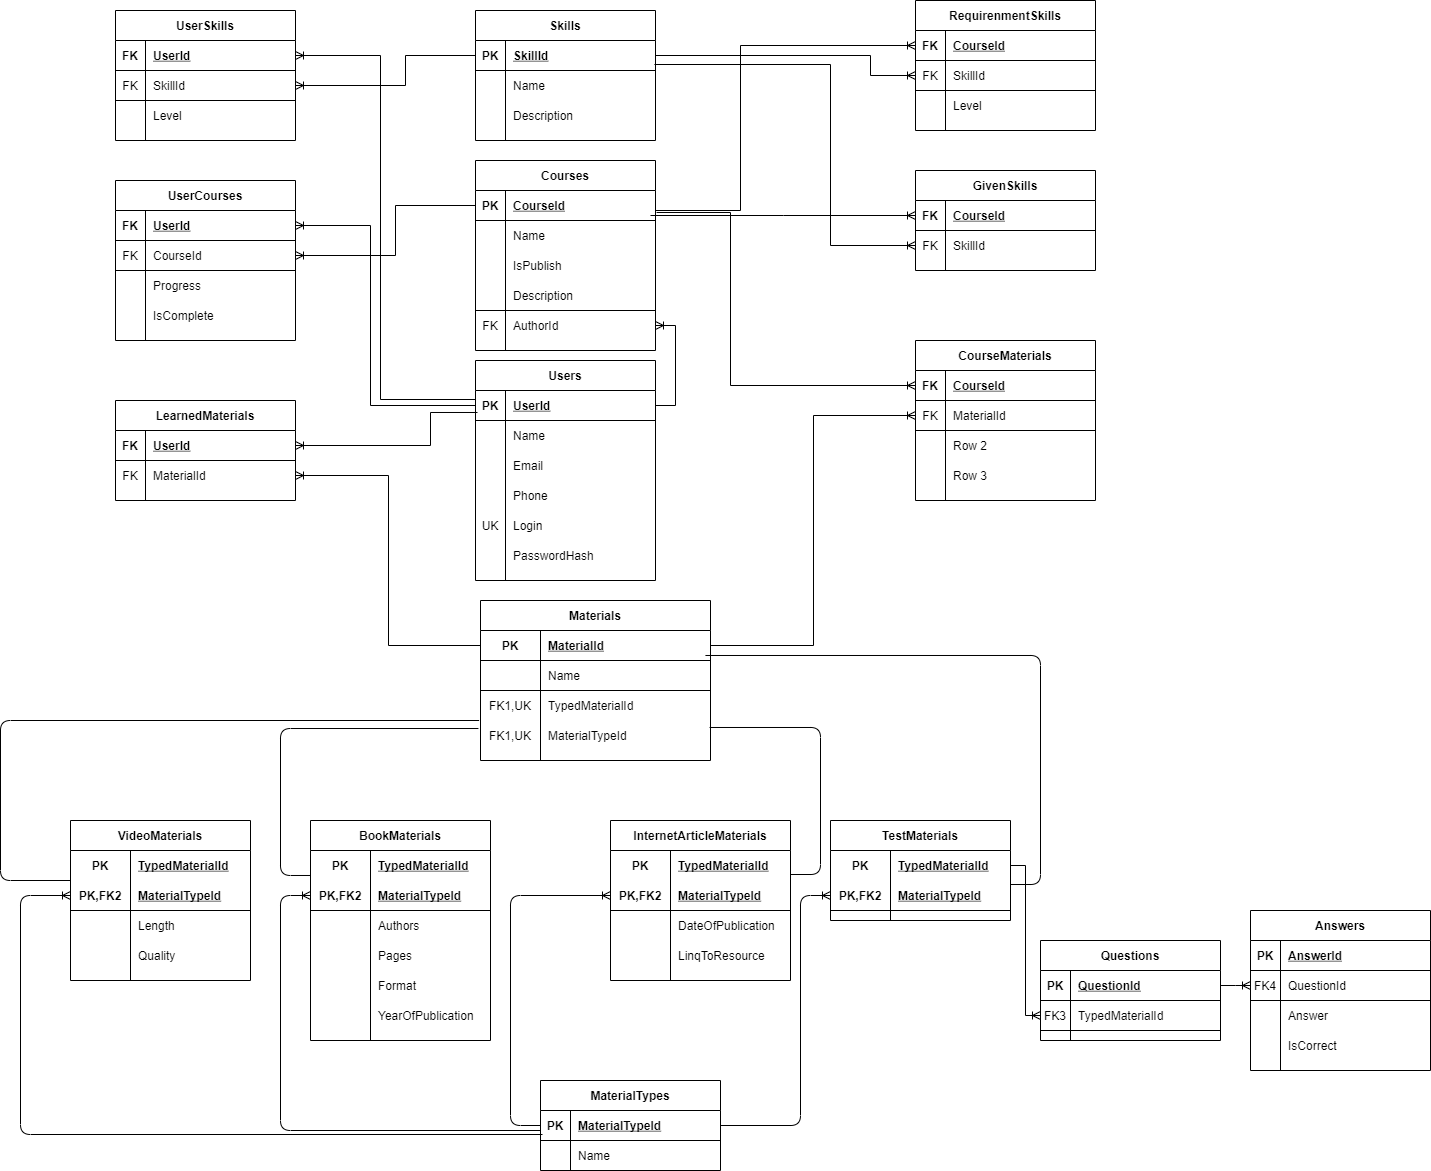 UserSkills
FK UserId
FK SkillId
Level
Skills
PK SkillId
Name
Description
RequirenmentSkills
FK CourseId
FK SkillId
Level
UserCourses
FK UserId
FK CourseId
Progress
IsComplete
Courses
PK CourseId
Name
IsPublish
Description
FK AuthorId
GivenSkills
FK CourseId
FK SkillId
LearnedMaterials
FK UserId
FK MaterialId
Users
PK UserId
Name
Email
Phone
UK Login
PasswordHash
CourseMaterials
FK CourseId
FK MaterialId
Row 2
Row 3
Materials
PK MaterialId
Name
FK1,UK TypedMaterialId
FK1,UK MaterialTypeId
VideoMaterials
PK TypedMaterialId
PK,FK2 MaterialTypeId
Length
Quality
BookMaterials
PK TypedMaterialId
PK,FK2 MaterialTypeId
Authors
Pages
Format
YearOfPublication
InternetArticleMaterials
PK TypedMaterialId
PK,FK2 MaterialTypeId
DateOfPublication
LinqToResource
TestMaterials
PK TypedMaterialId
PK,FK2 MaterialTypeId
Questions
PK QuestionId
FK3 TypedMaterialId
Answers
PK AnswerId
FK4 QuestionId
Answer
IsCorrect
MaterialTypes
PK MaterialTypeId
Name